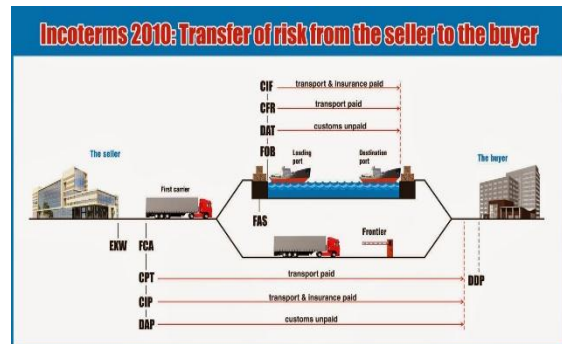 Incoterms 2010: Transfer of risk from the seller to the buyer
CIF transport & insurance paid
CFR transport paid
DAT customs unpaid
FOB
Loading port
Destination port
The seller
The buyer
First carrier
FAS
Frontier
EXW
FCA
CPT transport paid
DDP
CIP transport & insurance paid
DAP customs unpaid